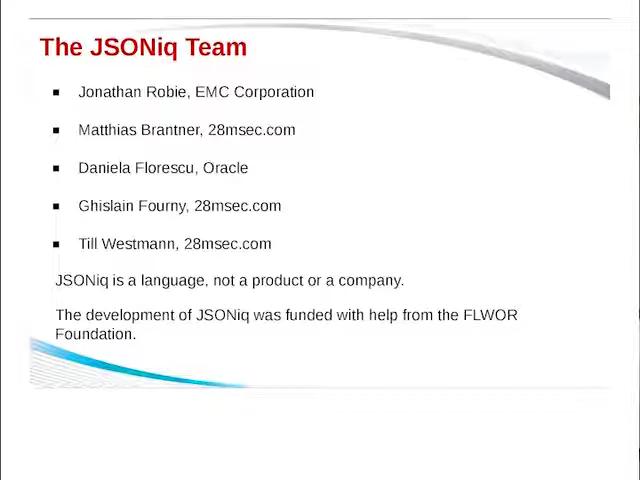 The JSONiq Team
Jonathan Robie, EMC Corporation
Matthias Brantner, 28msec.com
Daniela Florescu, Oracle
Ghislain Fourny, 28msec.com
Till Westmann, 28msec.com
JSONiq is a language, not a product or a company.
The development of JSONiq was funded with help from the FLWOR
Foundation.